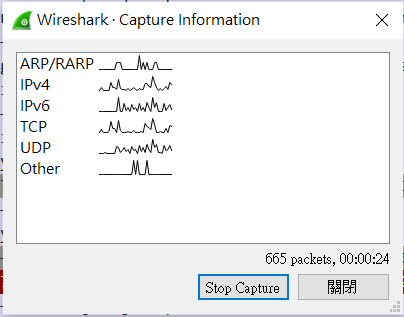 Wireshark · Capture Information
ARP/RARP
IPv4
IPv6
TCP
UDP
Other
665 packets, 00:00:24
Stop Capture
關閉